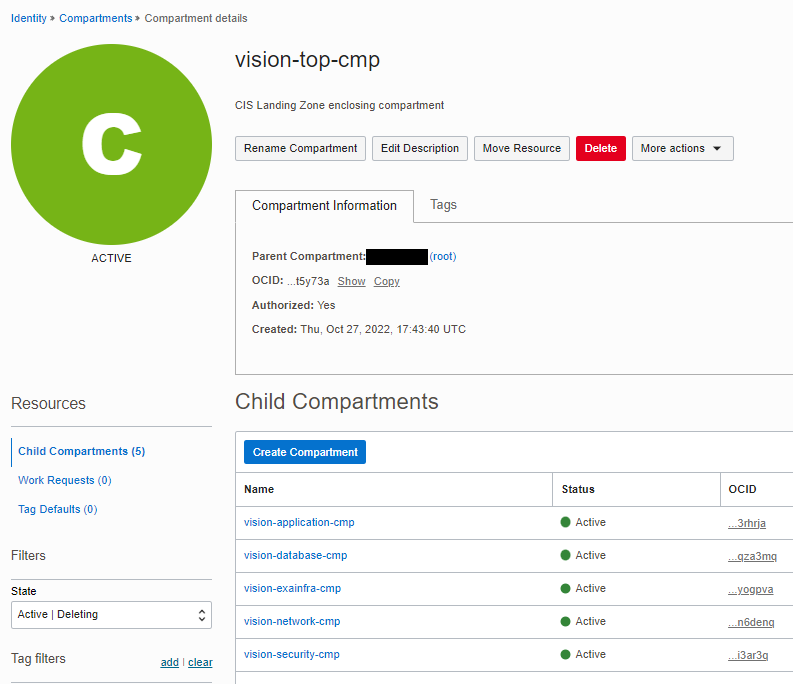 Identity » Compartments » Compartment details
C
ACTIVE
vision-top-cmp
CIS Landing Zone enclosing compartment
Rename Compartment Edit Description Move Resource Delete More actions
Compartment Information Tags
Parent Compartment: (root)
OCID: ...t5y73a Show Copy
Authorized: Yes
Created: Thu, Oct 27, 2022, 17:43:40 UTC
Resources
Child Compartments (5)
Work Requests (0)
Tag Defaults (0)
Filters
State
Active | Deleting
Tag filters add | clear
Child Compartments
Create Compartment
Name Status OCID
vision-application-cmp Active ...3rhrja
vision-database-cmp Active ...qza3mq
vision-exainfra-cmp Active ...yogpva
vision-network-cmp Active ...n6denq
vision-security-cmp Active ...i3ar3q